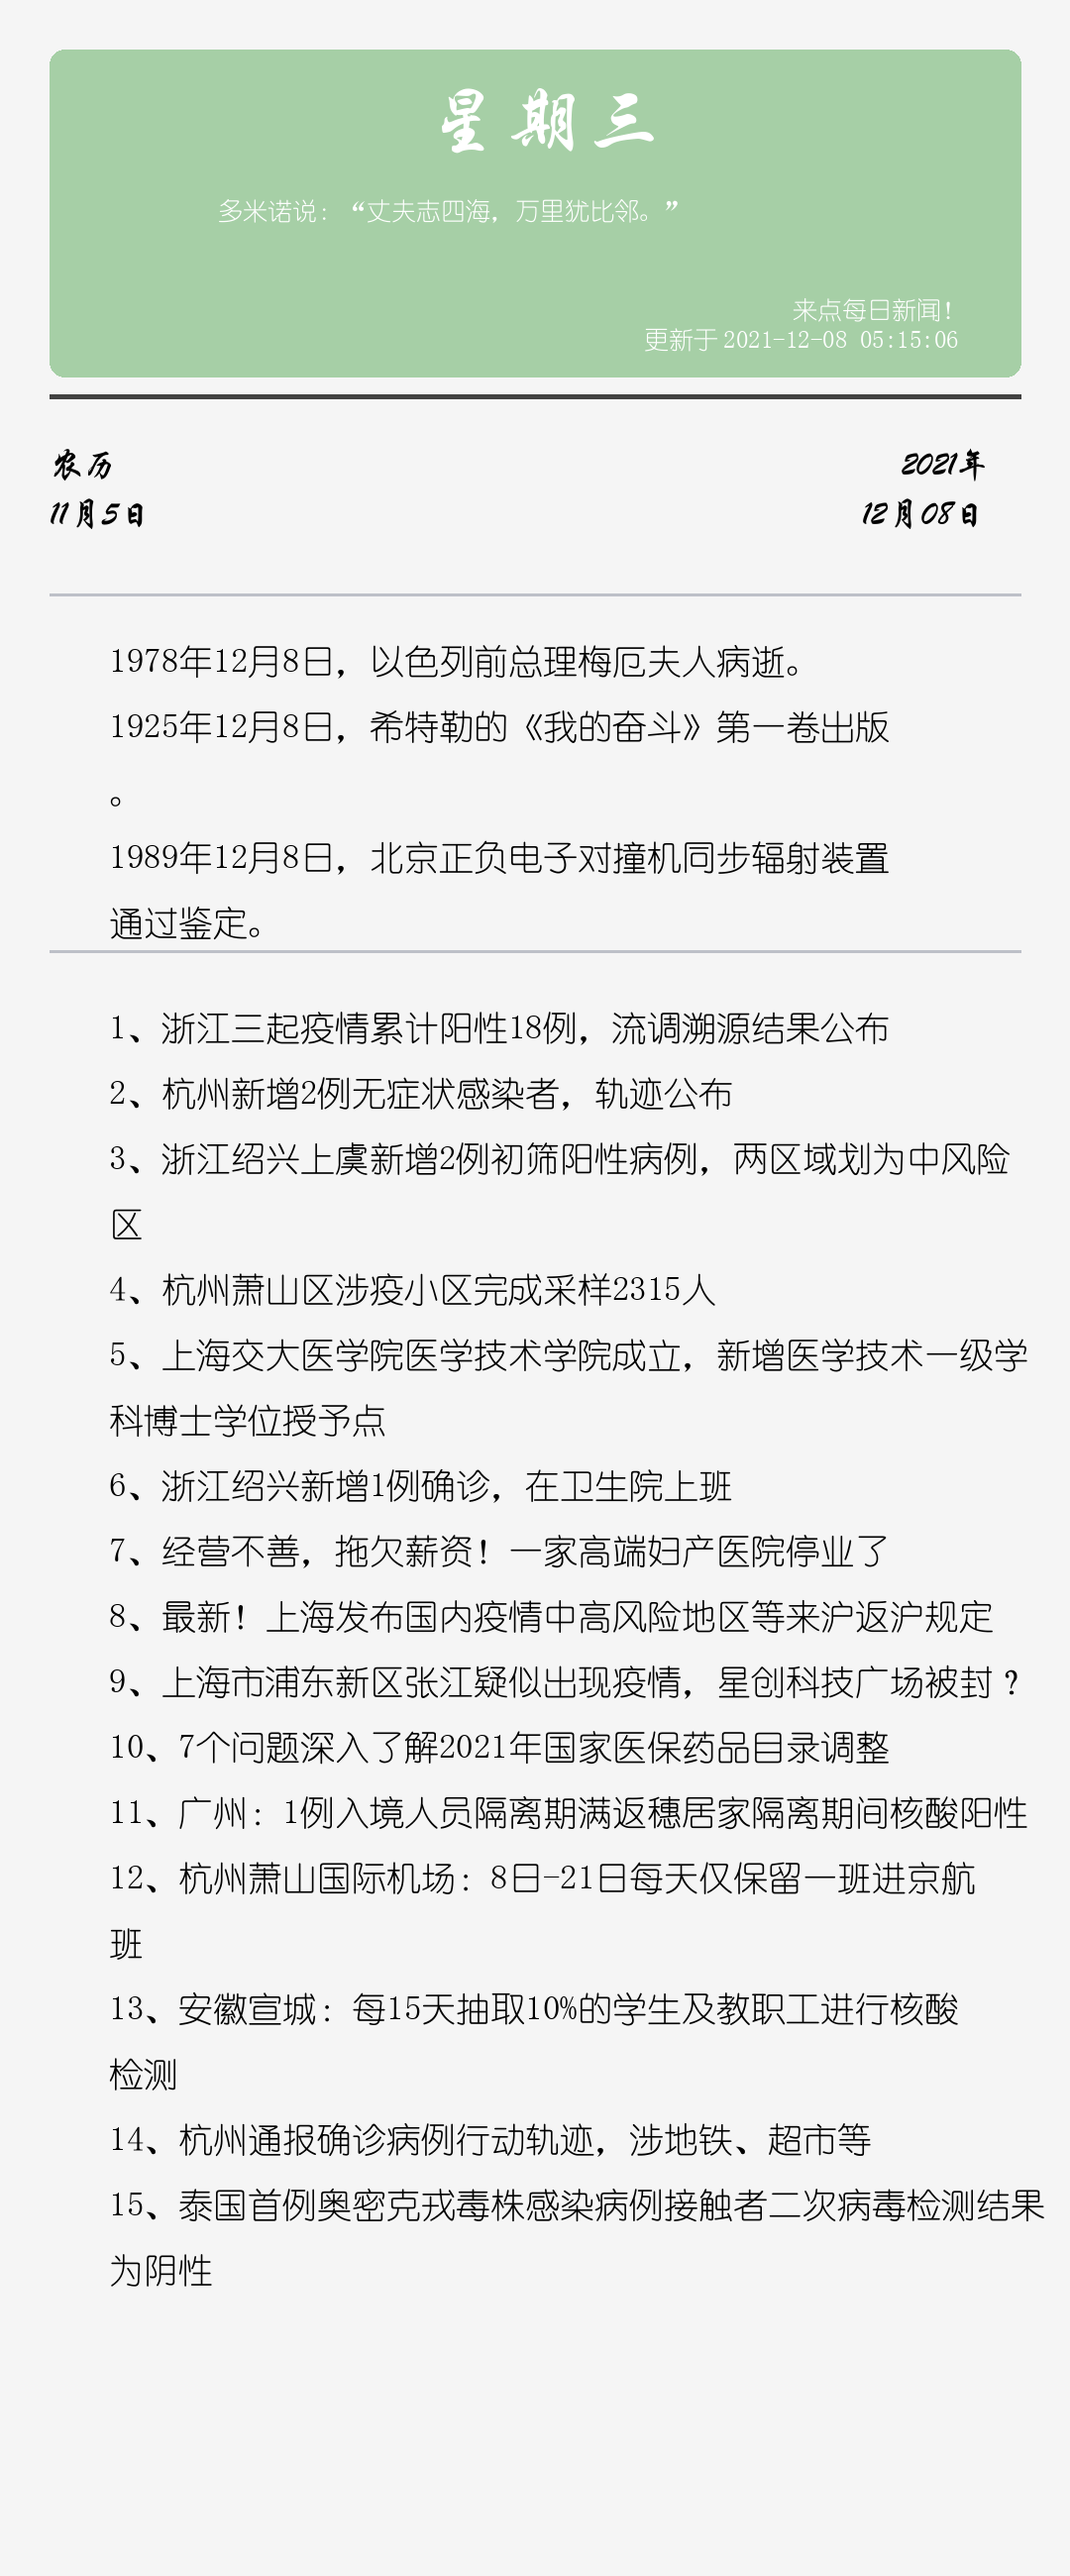 星期三
多米诺说：“丈夫志四海，万里犹比邻。”
来点每日新闻！
更新于2021-12-08 05:15:06
农历
2021年
11月5日
12月08日
1978年12月8日，以色列前总理梅厄夫人病逝。
1925年12月8日，希特勒的《我的奋斗》第一卷出版
。
1989年12月8日，北京正负电子对撞机同步辐射装置
通过鉴定。
1、浙江三起疫情累计阳性18例，流调溯源结果公布
2、杭州新增2例无症状感染者，轨迹公布
3、浙江绍兴上虞新增2例初筛阳性病例，两区域划为中风险
区
4、杭州萧山区涉疫小区完成采样2315人
5、上海交大医学院医学技术学院成立，新增医学技术一级学
科博士学位授予点
6、浙江绍兴新增1例确诊，在卫生院上班
7、经营不善，拖欠薪资！一家高端妇产医院停业了
8、最新！上海发布国内疫情中高风险地区等来沪返沪规定
9、上海市浦东新区张江疑似出现疫情，星创科技广场被封？
10、7个问题深入了解2021年国家医保药品目录调整
11、广州：1例入境人员隔离期满返穗居家隔离期间核酸阳性
12、杭州萧山国际机场：8日-21日每天仅保留一班进京航
班
13、安徽宣城：每15天抽取10%的学生及教职工进行核酸
检测
14、杭州通报确诊病例行动轨迹，涉地铁、超市等
15、泰国首例奥密克戎毒株感染病例接触者二次病毒检测结果
为阴性